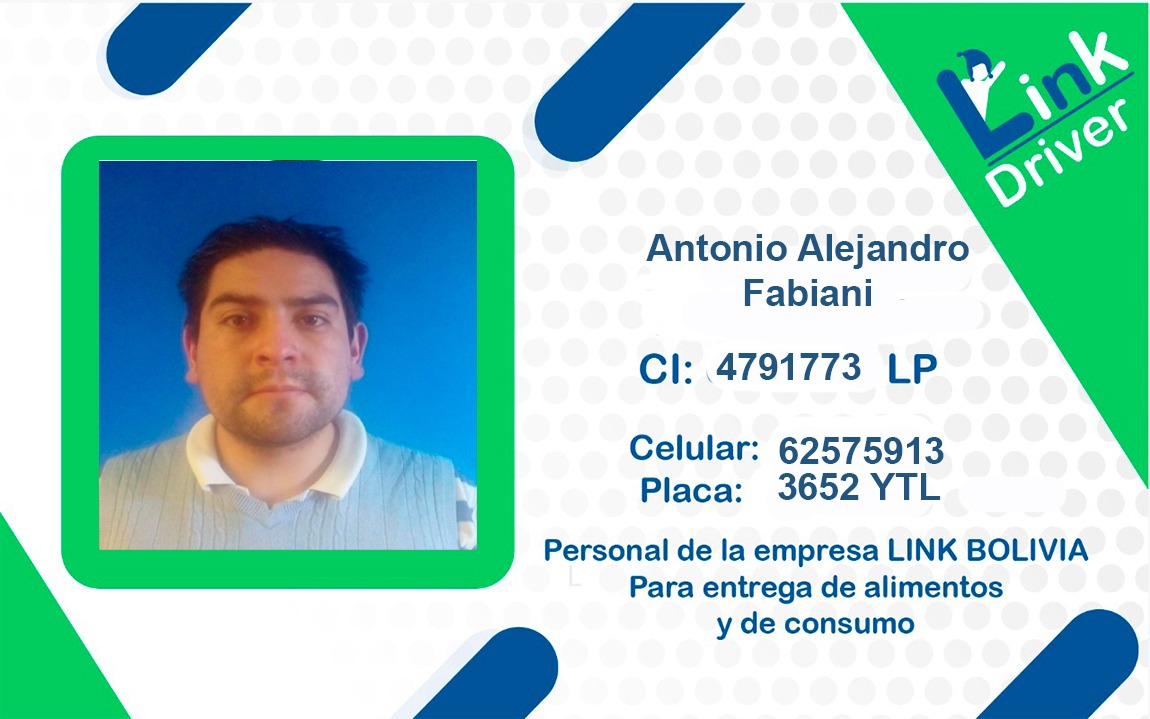 Link
Driver
Antonio Alejandro
Fabiani
CI: 4791773 LP
Celular: 62575913
Placa: 3652 YTL
Personal de la empresa LINK BOLIVIA
Para entrega de alimentos
y de consumo